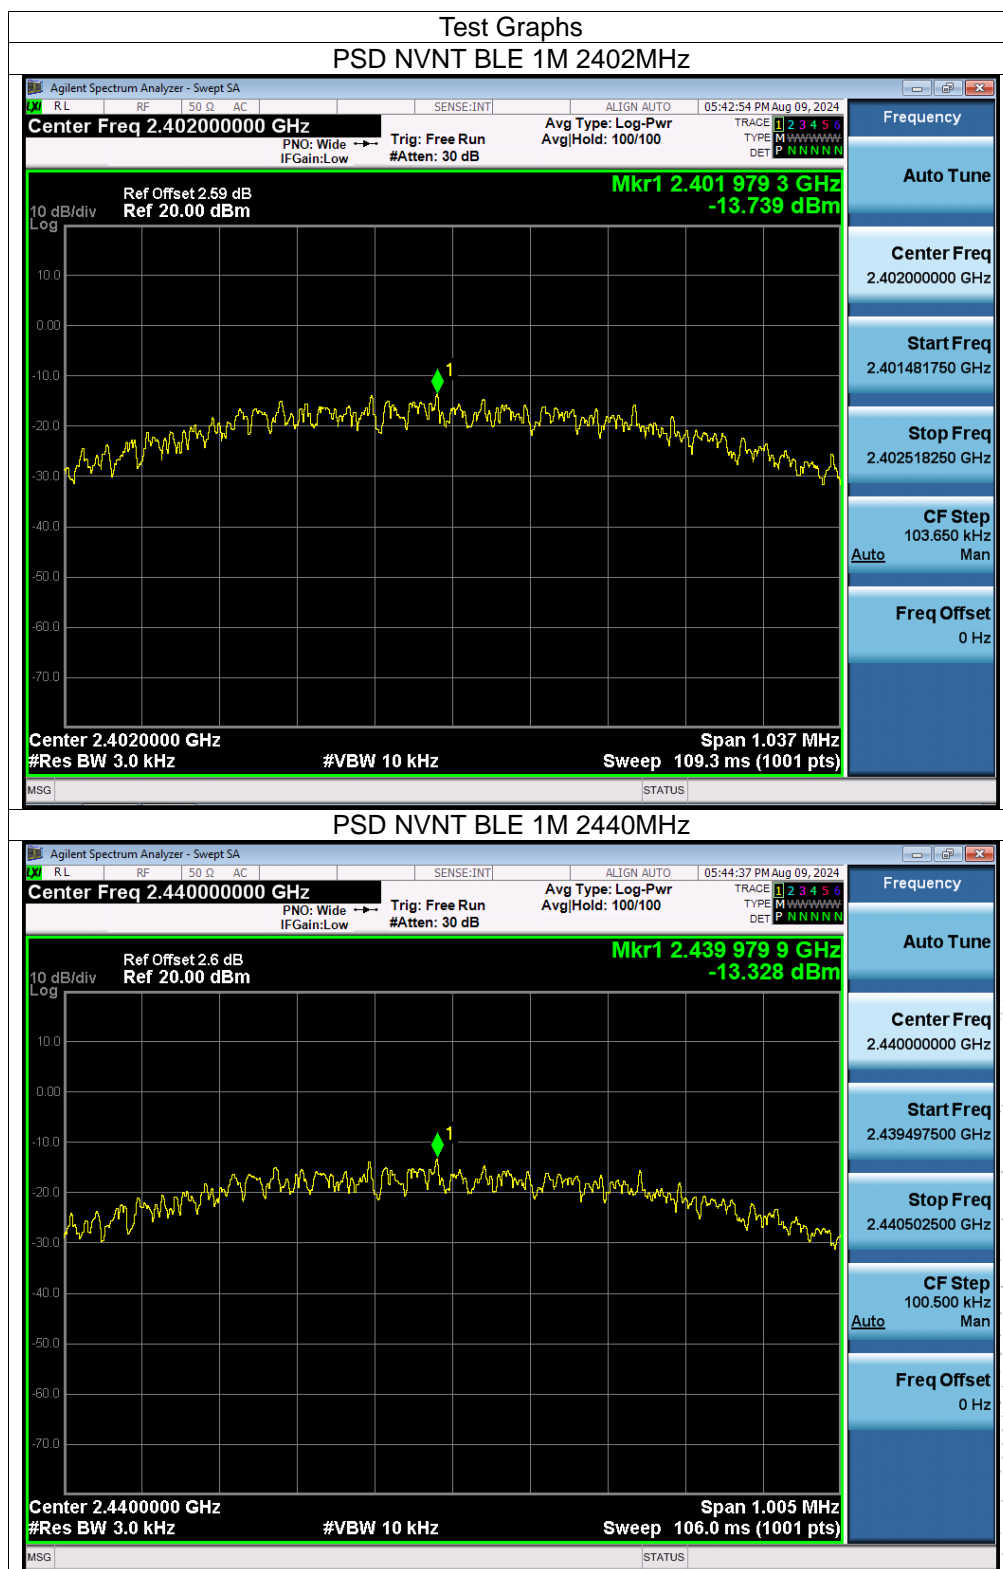 Test Graphs
PSD NVNT BLE 1M 2402MHz
Agilent Spectrum Analyzer - Swept SA
LXI RL RF 50 Ω AC SENSE:INT ALIGN AUTO 05:42:54 PM Aug 09, 2024
Center Freq 2.402000000 GHz
PNO: Wide
IFGain:Low
Trig: Free Run
#Atten: 30 dB
Avg Type: Log-Pwr
Avg|Hold: 100/100
TRACE 1 2 3 4 5 6
TYPE M WWWWW
DET P N N N N N
Frequency
Auto Tune
Center Freq
2.402000000 GHz
Start Freq
2.401481750 GHz
Stop Freq
2.402518250 GHz
CF Step
103.650 kHz
Auto Man
Freq Offset
0 Hz
Mkr1 2.401 979 3 GHz
-13.739 dBm
Ref Offset 2.59 dB
10 dB/div Ref 20.00 dBm
Log
10.0
0.00
1
-10.0
-20.0
-30.0
-40.0
-50.0
-60.0
-70.0
Center 2.4020000 GHz Span 1.037 MHz
#Res BW 3.0 kHz #VBW 10 kHz Sweep 109.3 ms (1001 pts)
MSG STATUS
PSD NVNT BLE 1M 2440MHz
Agilent Spectrum Analyzer - Swept SA
LXI RL RF 50 Ω AC SENSE:INT ALIGN AUTO 05:44:37 PM Aug 09, 2024
Center Freq 2.440000000 GHz
PNO: Wide
IFGain:Low
Trig: Free Run
#Atten: 30 dB
Avg Type: Log-Pwr
Avg|Hold: 100/100
TRACE 1 2 3 4 5 6
TYPE M WWWWW
DET P N N N N N
Frequency
Auto Tune
Center Freq
2.440000000 GHz
Start Freq
2.439497500 GHz
Stop Freq
2.440502500 GHz
CF Step
100.500 kHz
Auto Man
Freq Offset
0 Hz
Mkr1 2.439 979 9 GHz
-13.328 dBm
Ref Offset 2.6 dB
10 dB/div Ref 20.00 dBm
Log
10.0
0.00
1
-10.0
-20.0
-30.0
-40.0
-50.0
-60.0
-70.0
Center 2.4400000 GHz Span 1.005 MHz
#Res BW 3.0 kHz #VBW 10 kHz Sweep 106.0 ms (1001 pts)
MSG STATUS